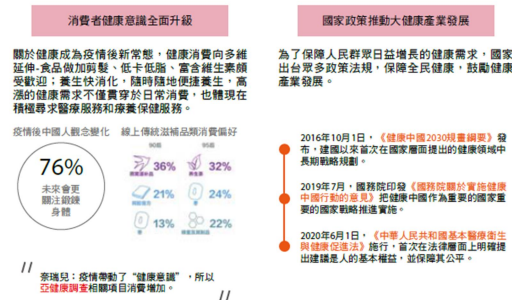 消費者健康意識全面升級
關於健康成為疫情後新常態，健康消費向多維
延伸-食品做加剪髮、低卡低脂、富含維生素頗
受歡迎；養生快消化，隨時隨地便捷養生，高
漲的健康需求不僅貫穿於日常消費，也體現在
積極尋求醫療服務和療養保健服務。
疫情後中國人觀念變化
76%
未來會更
關注鍛鍊
身體
線上傳統滋補品類消費偏好
90后 95后
36% 32%
21% 24%
13% 22%
奈瑞兒：疫情帶動了“健康意識”，所以
亞健康調查相關項目消費增加。
國家政策推動大健康產業發展
為了保障人民群眾日益增長的健康需求，國家
出台眾多政策法規，保障全民健康，鼓勵健康
產業發展。
2016年10月1日，《健康中國2030規畫綱要》發
布，建國以來首次在國家層面提出的健康領域中
長期戰略規劃。
2019年7月，國務院印發《國務院關於實施健康
中國行動的意見》把健康中國作為重要的國家重
要的國家戰略推進實施。
2020年6月1日，《中華人民共和國基本醫療衛生
與健康促進法》施行，首次在法律層面上明確提
出建議是人的基本權益，並保障其公平。